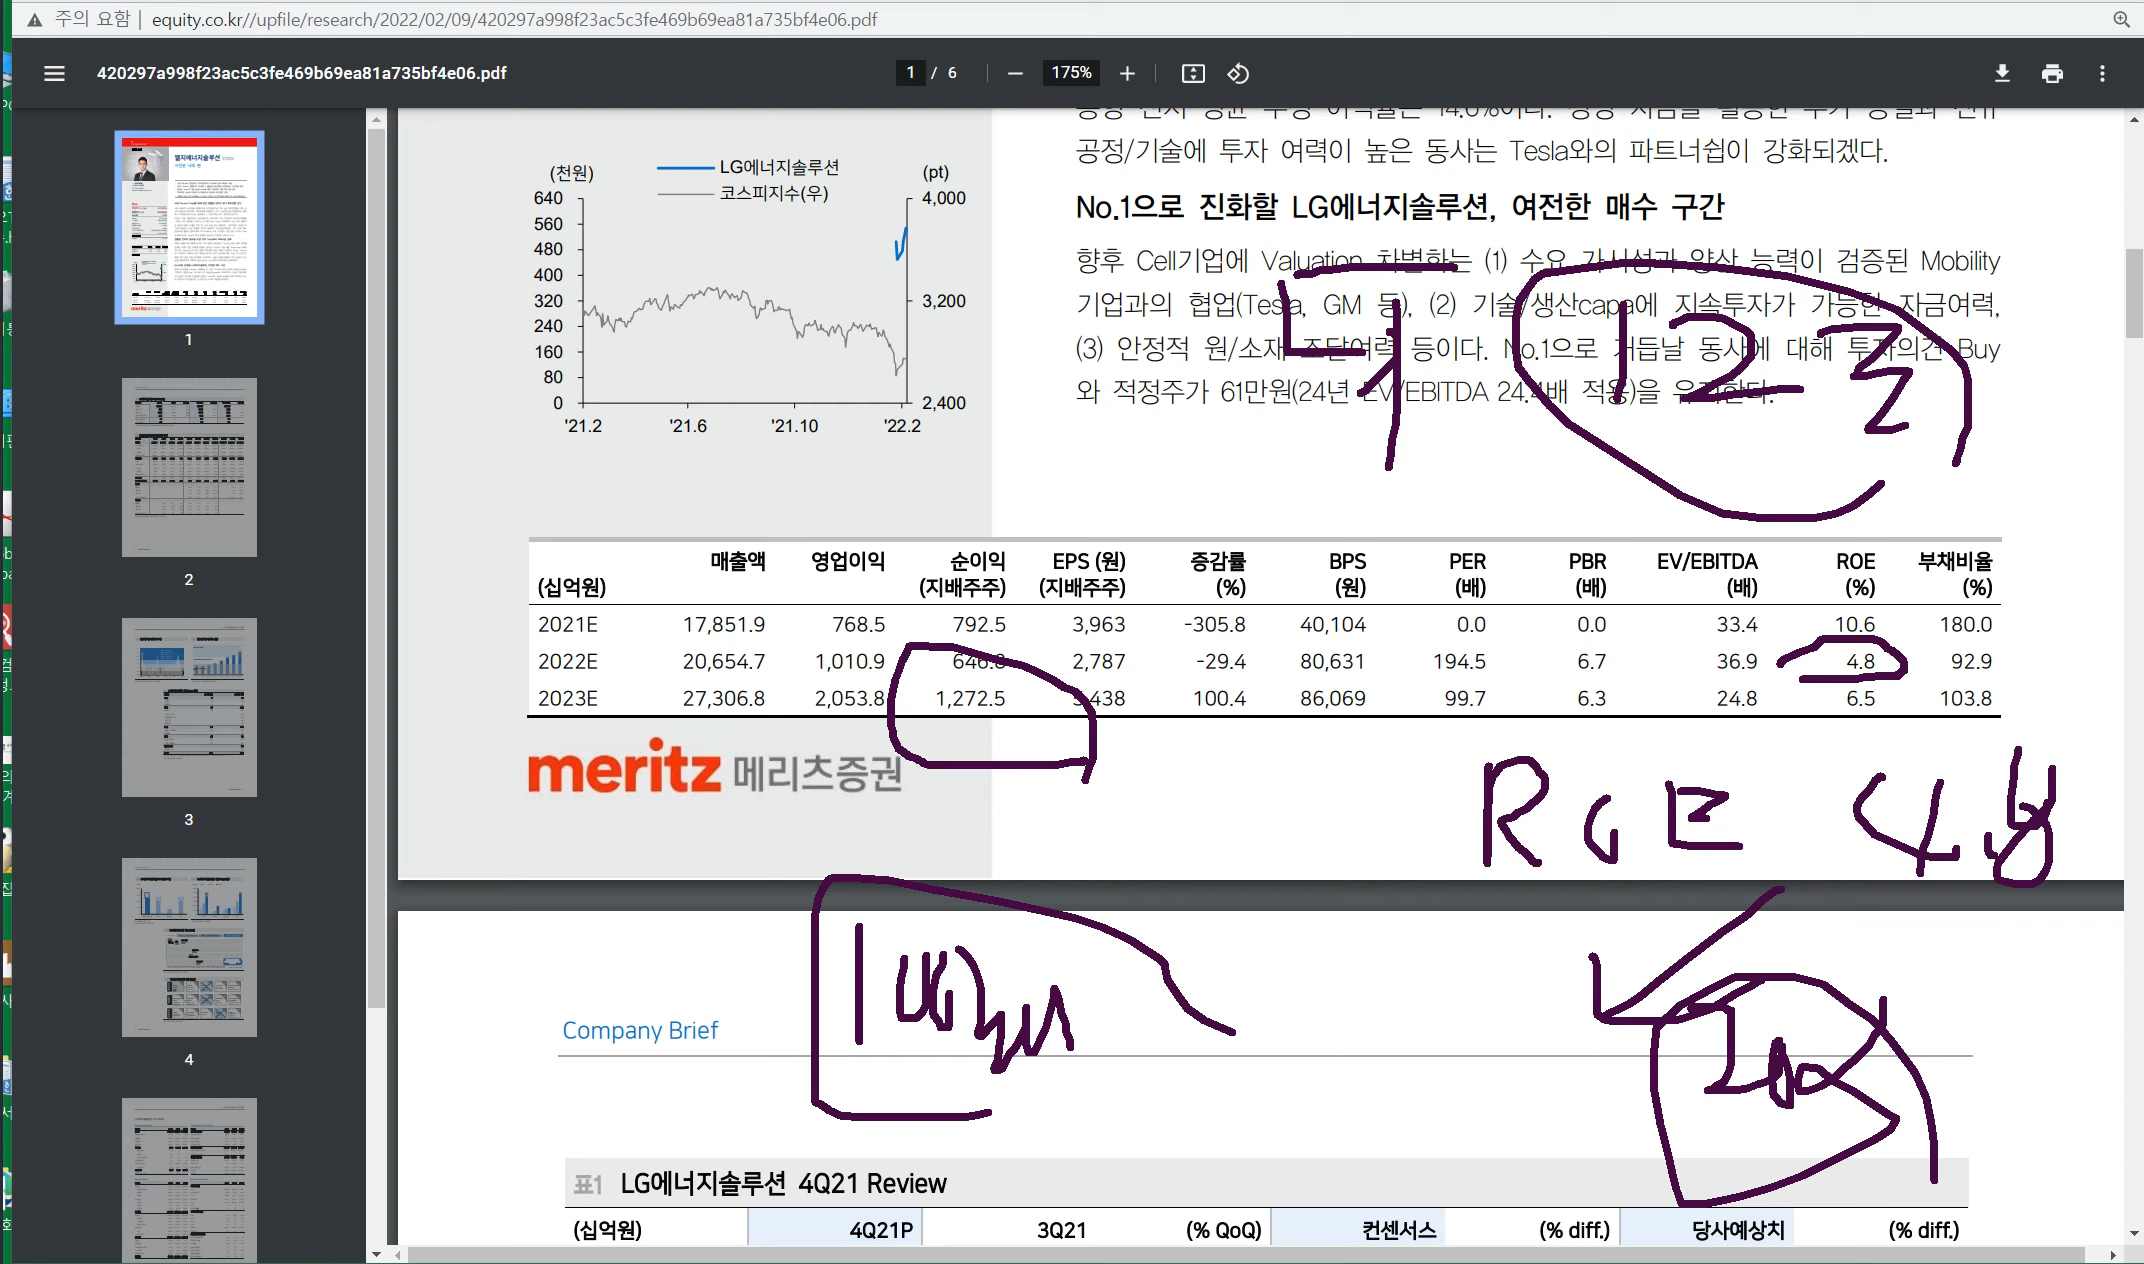 주의 요함 | equity.co.kr//upfile/research/2022/02/09/420297a998f23ac5c3fe469b69ea81a735bf4e06.pdf
420297a998f23ac5c3fe469b69ea81a735bf4e06.pdf
1 / 6
175%
1
2
3
4
(천원)
LG에너지솔루션
코스피지수(우)
(pt)
640
560
480
400
320
240
160
80
0
4,000
3,200
2,400
'21.2
'21.6
'21.10
'22.2
공정/기술에 투자 여력이 높은 동사는 Tesla와의 파트너쉽이 강화되겠다.
No.1으로 진화할 LG에너지솔루션, 여전한 매수 구간
향후 Cell기업에 Valuation 차별화는 (1) 수요 가시성과 양산 능력이 검증된 Mobility
기업과의 협업(Tesla, GM 등), (2) 기술/생산capa에 지속투자가 가능한 자금여력,
(3) 안정적 원/소재 조달여력 등이다. No.1으로 거듭날 동사에 대해 투자의견 Buy
와 적정주가 61만원(24년 EV/EBITDA 24.4배 적용)을 유지한다.
(십억원) 매출액 영업이익 순이익 (지배주주) EPS (원) (지배주주) 증감률 (%) BPS (원) PER (배) PBR (배) EV/EBITDA (배) ROE (%) 부채비율 (%)
2021E 17,851.9 768.5 792.5 3,963 -305.8 40,104 0.0 0.0 33.4 10.6 180.0
2022E 20,654.7 1,010.9 646.8 2,787 -29.4 80,631 194.5 6.7 36.9 4.8 92.9
2023E 27,306.8 2,053.8 1,272.5 5,438 100.4 86,069 99.7 6.3 24.8 6.5 103.8
meritz 메리츠증권
ROE 4.8
Company Brief
표1 LG에너지솔루션 4Q21 Review
(십억원) 4Q21P 3Q21 (% QoQ) 컨센서스 (% diff.) 당사예상치 (% diff.)